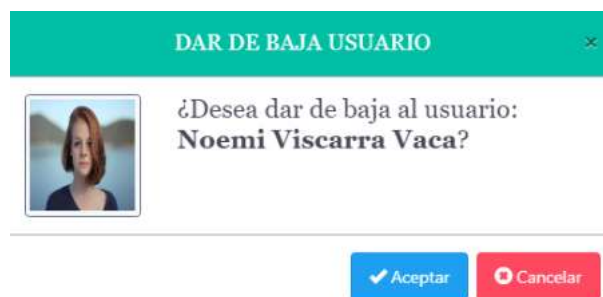 DAR DE BAJA USUARIO
¿Desea dar de baja al usuario:
Noemi Viscarra Vaca?
Aceptar
Cancelar